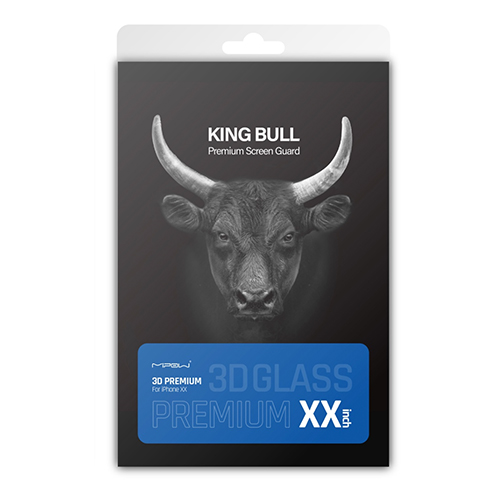 KING BULL
Premium Screen Guard
MIPOW
3D PREMIUM
For iPhone XX
3D GLASS
PREMIUM
XX inch